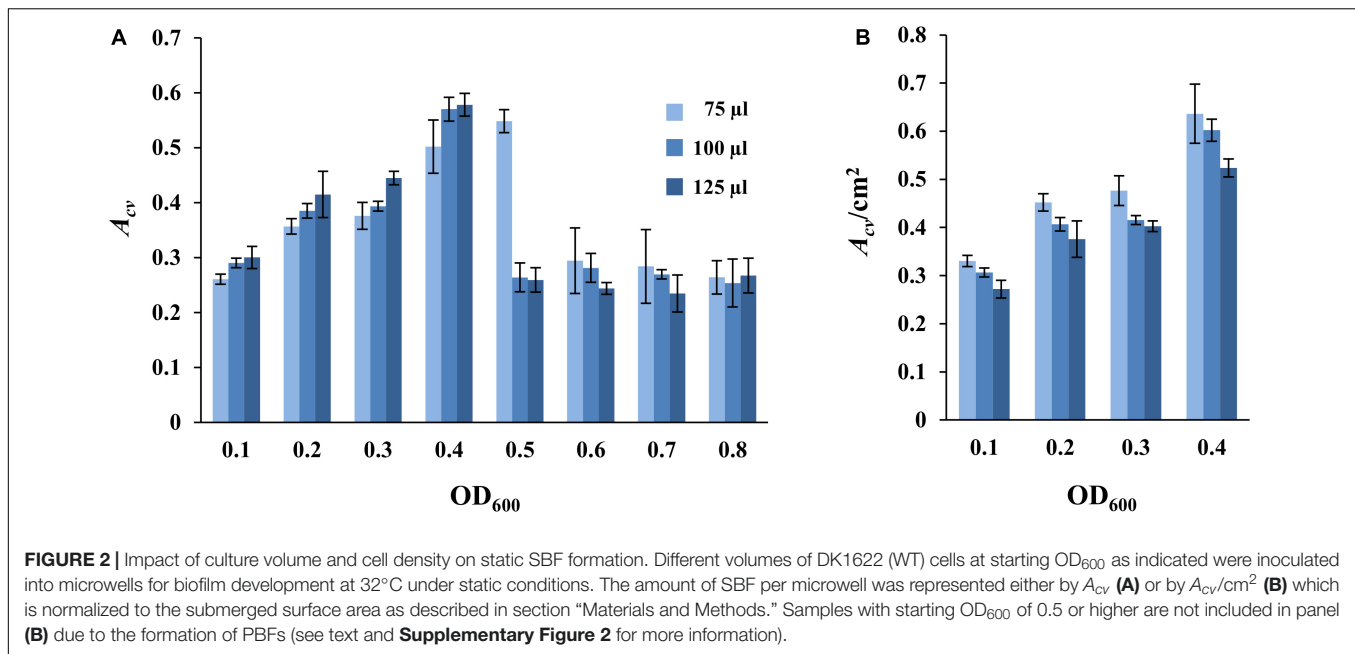 A
0.7
0.6
0.5
0.4
0.3
0.2
0.1
0
A_cv
75 µl
100 µl
125 µl
0.1 0.2 0.3 0.4 0.5 0.6 0.7 0.8
OD₆₀₀
B
0.8
0.7
0.6
0.5
0.4
0.3
0.2
0.1
0
A_cv/cm²
0.1 0.2 0.3 0.4
OD₆₀₀
FIGURE 2 | Impact of culture volume and cell density on static SBF formation. Different volumes of DK1622 (WT) cells at starting OD₆₀₀ as indicated were inoculated
into microwells for biofilm development at 32°C under static conditions. The amount of SBF per microwell was represented either by A_cv (A) or by A_cv/cm² (B) which
is normalized to the submerged surface area as described in section “Materials and Methods.” Samples with starting OD₆₀₀ of 0.5 or higher are not included in panel
(B) due to the formation of PBFs (see text and Supplementary Figure 2 for more information).